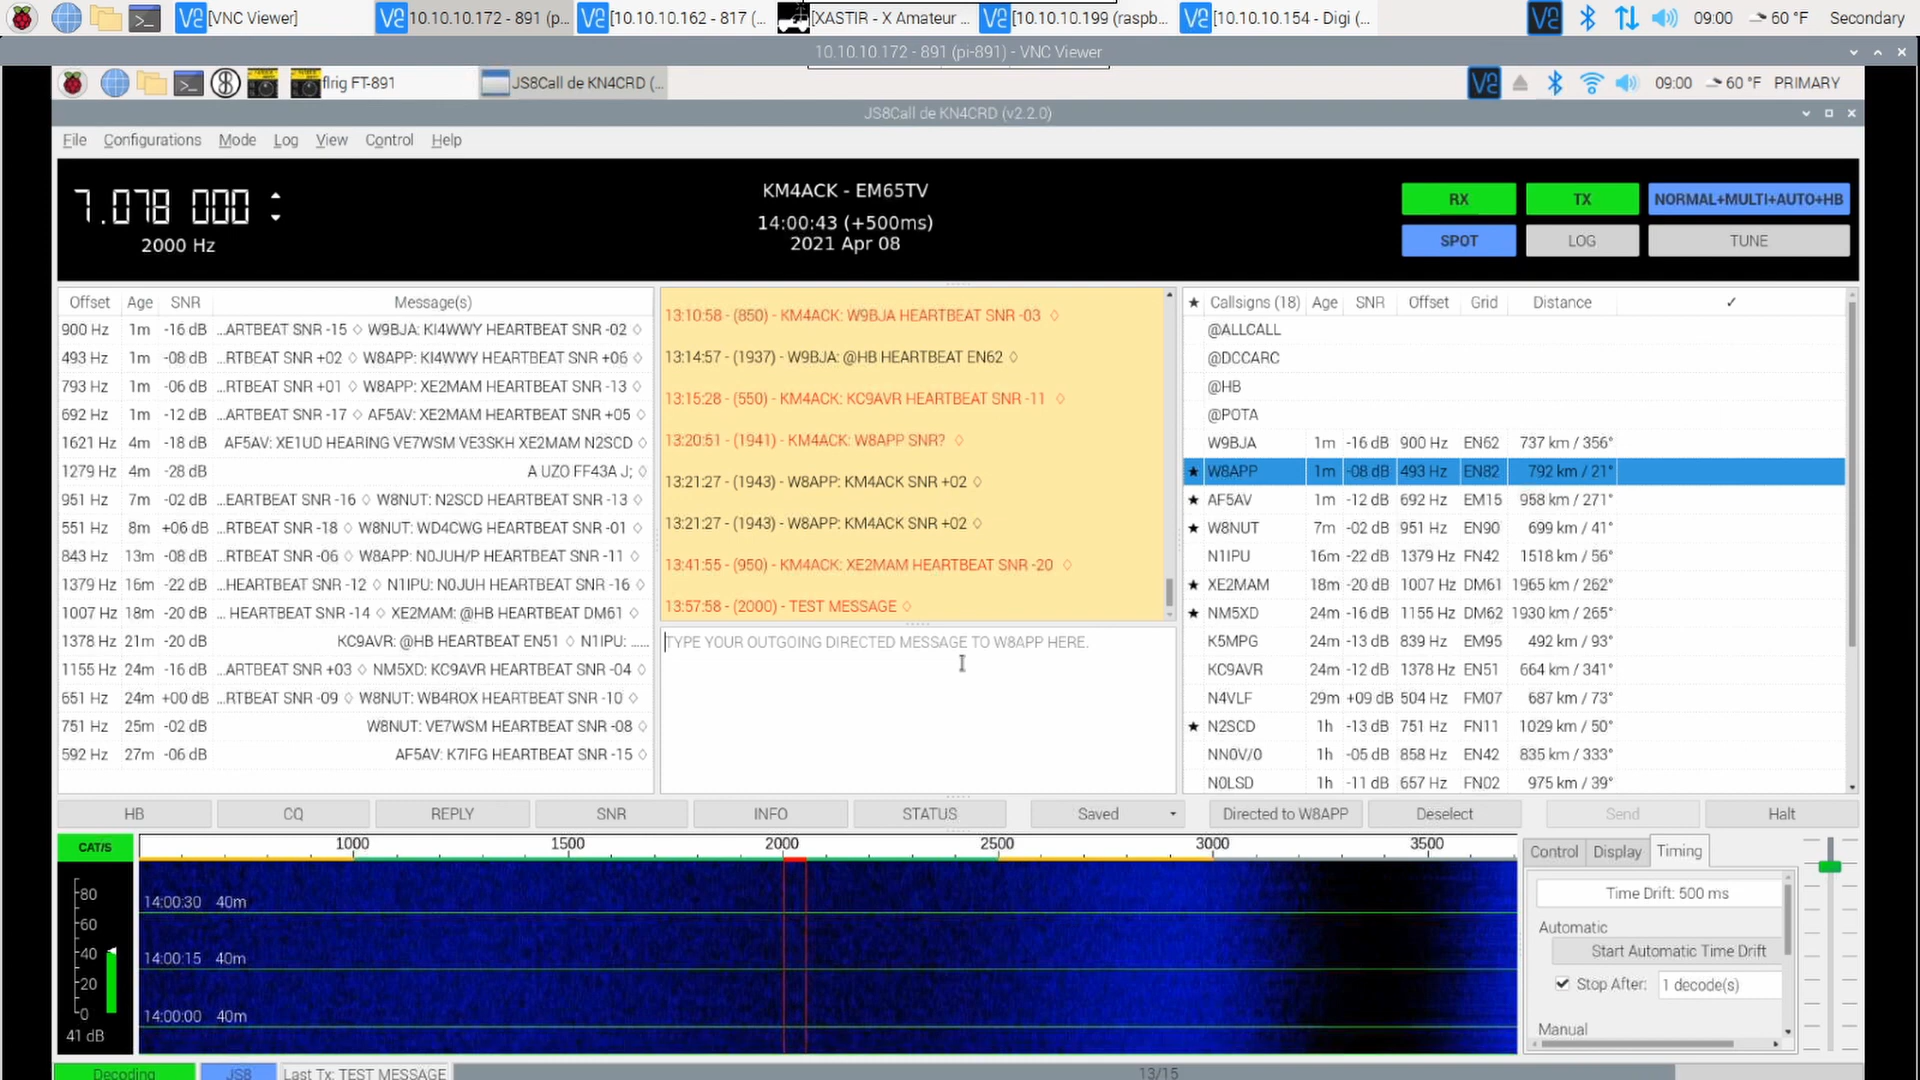 [VNC Viewer] 10.10.10.172 - 891 (p... [10.10.10.162 - 817 (... [XASTIR - X Amateur ... [10.10.10.199 (raspb... [10.10.10.154 - Digi (... 09:00 60 °F Secondary
10.10.10.172 - 891 (pi-891) - VNC Viewer
flrig FT-891 JS8Call de KN4CRD (... 09:00 60 °F PRIMARY
JS8Call de KN4CRD (v2.2.0)
File Configurations Mode Log View Control Help
7.078 000
2000 Hz
KM4ACK - EM65TV
14:00:43 (+500ms)
2021 Apr 08
RX TX NORMAL+MULTI+AUTO+HB
SPOT LOG TUNE
Offset Age SNR Message(s)
900 Hz 1m -16 dB ...ARTBEAT SNR -15 ♢ W9BJA: KI4WWY HEARTBEAT SNR -02 ♢
493 Hz 1m -08 dB ...RTBEAT SNR +02 ♢ W8APP: KI4WWY HEARTBEAT SNR +06 ♢
793 Hz 1m -06 dB ...RTBEAT SNR +01 ♢ W8APP: XE2MAM HEARTBEAT SNR -13 ♢
692 Hz 1m -12 dB ...ARTBEAT SNR -17 ♢ AF5AV: XE2MAM HEARTBEAT SNR +05 ♢
1621 Hz 4m -18 dB AF5AV: XE1UD HEARING VE7WSM VE3SKH XE2MAM N2SCD ♢
1279 Hz 4m -28 dB A UZO FF43A J; ♢
951 Hz 7m -02 dB ...EARTBEAT SNR -16 ♢ W8NUT: N2SCD HEARTBEAT SNR -13 ♢
551 Hz 8m +06 dB ...RTBEAT SNR -18 ♢ W8NUT: WD4CWG HEARTBEAT SNR -01 ♢
843 Hz 13m -08 dB ...RTBEAT SNR -06 ♢ W8APP: N0JUH/P HEARTBEAT SNR -11 ♢
1379 Hz 16m -22 dB ...HEARTBEAT SNR -12 ♢ N1IPU: N0JUH HEARTBEAT SNR -16 ♢
1007 Hz 18m -20 dB ... HEARTBEAT SNR -14 ♢ XE2MAM: @HB HEARTBEAT DM61 ♢
1378 Hz 21m -20 dB KC9AVR: @HB HEARTBEAT EN51 ♢ N1IPU: ......
1155 Hz 24m -16 dB ...ARTBEAT SNR +03 ♢ NM5XD: KC9AVR HEARTBEAT SNR -04 ♢
651 Hz 24m +00 dB ...RTBEAT SNR -09 ♢ W8NUT: WB4ROX HEARTBEAT SNR -10 ♢
751 Hz 25m -02 dB W8NUT: VE7WSM HEARTBEAT SNR -08 ♢
592 Hz 27m -06 dB AF5AV: K7IFG HEARTBEAT SNR -15 ♢
13:10:58 - (850) - KM4ACK: W9BJA HEARTBEAT SNR -03 ♢
13:14:57 - (1937) - W9BJA: @HB HEARTBEAT EN62 ♢
13:15:28 - (550) - KM4ACK: KC9AVR HEARTBEAT SNR -11 ♢
13:20:51 - (1941) - KM4ACK: W8APP SNR? ♢
13:21:27 - (1943) - W8APP: KM4ACK SNR +02 ♢
13:21:27 - (1943) - W8APP: KM4ACK SNR +02 ♢
13:41:55 - (950) - KM4ACK: XE2MAM HEARTBEAT SNR -20 ♢
13:57:58 - (2000) - TEST MESSAGE ♢
TYPE YOUR OUTGOING DIRECTED MESSAGE TO W8APP HERE.
★ Callsigns (18) Age SNR Offset Grid Distance ✓
@ALLCALL
@DCCARC
@HB
@POTA
W9BJA 1m -16 dB 900 Hz EN62 737 km / 356°
★ W8APP 1m -08 dB 493 Hz EN82 792 km / 21°
★ AF5AV 1m -12 dB 692 Hz EM15 958 km / 271°
★ W8NUT 7m -02 dB 951 Hz EN90 699 km / 41°
N1IPU 16m -22 dB 1379 Hz FN42 1518 km / 56°
★ XE2MAM 18m -20 dB 1007 Hz DM61 1965 km / 262°
★ NM5XD 24m -16 dB 1155 Hz DM62 1930 km / 265°
K5MPG 24m -13 dB 839 Hz EM95 492 km / 93°
KC9AVR 24m -12 dB 1378 Hz EN51 664 km / 341°
N4VLF 29m +09 dB 504 Hz FM07 687 km / 73°
★ N2SCD 1h -13 dB 751 Hz FN11 1029 km / 50°
NN0V/0 1h -05 dB 858 Hz EN42 835 km / 333°
N0LSD 1h -11 dB 657 Hz FN02 975 km / 39°
HB CQ REPLY SNR INFO STATUS Saved Directed to W8APP Deselect Send Halt
CAT/S 1000 1500 2000 2500 3000 3500
80
60
40
20
0
41 dB
14:00:30 40m
14:00:15 40m
14:00:00 40m
Control Display Timing
Time Drift: 500 ms
Automatic
Start Automatic Time Drift
Stop After: 1 decode(s)
Manual
Decoding JS8 Last Tx: TEST MESSAGE 13/15